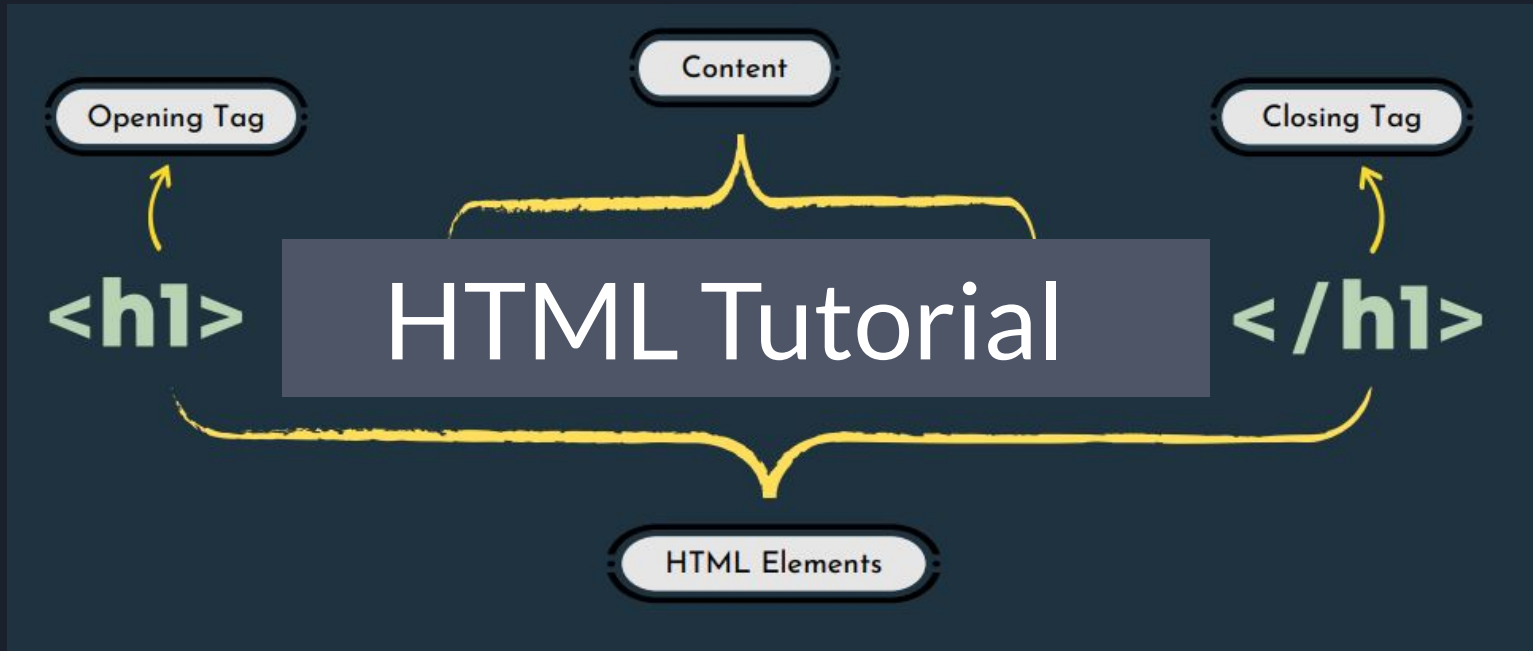 Content
Opening Tag
Closing Tag
<h1> HTML Tutorial </h1>
HTML Elements